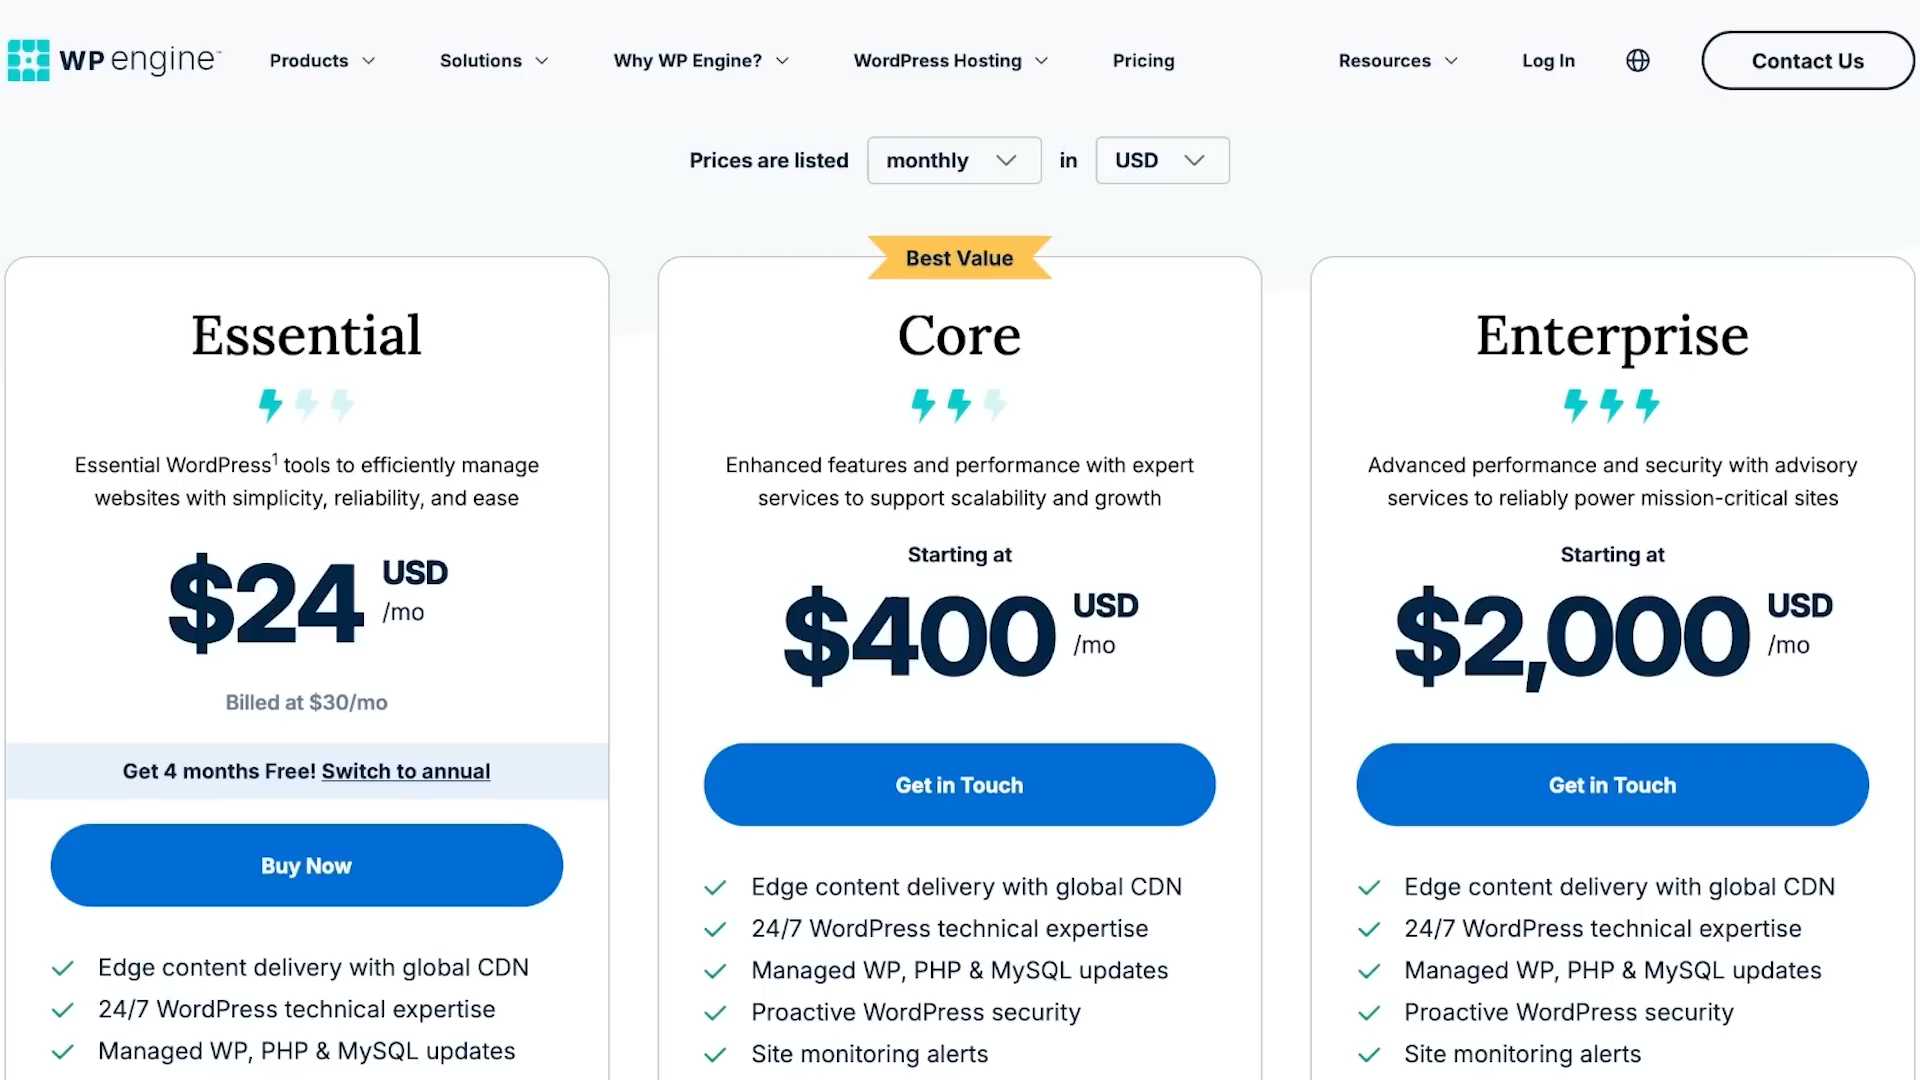 WP engine™
Products
Solutions
Why WP Engine?
WordPress Hosting
Pricing
Resources
Log In
Contact Us
Prices are listed monthly in USD
Essential
Essential WordPress¹ tools to efficiently manage
websites with simplicity, reliability, and ease
$24 USD
/mo
Billed at $30/mo
Get 4 months Free! Switch to annual
Buy Now
Edge content delivery with global CDN
24/7 WordPress technical expertise
Managed WP, PHP & MySQL updates
Best Value
Core
Enhanced features and performance with expert
services to support scalability and growth
Starting at
$400 USD
/mo
Get in Touch
Edge content delivery with global CDN
24/7 WordPress technical expertise
Managed WP, PHP & MySQL updates
Proactive WordPress security
Site monitoring alerts
Enterprise
Advanced performance and security with advisory
services to reliably power mission-critical sites
Starting at
$2,000 USD
/mo
Get in Touch
Edge content delivery with global CDN
24/7 WordPress technical expertise
Managed WP, PHP & MySQL updates
Proactive WordPress security
Site monitoring alerts